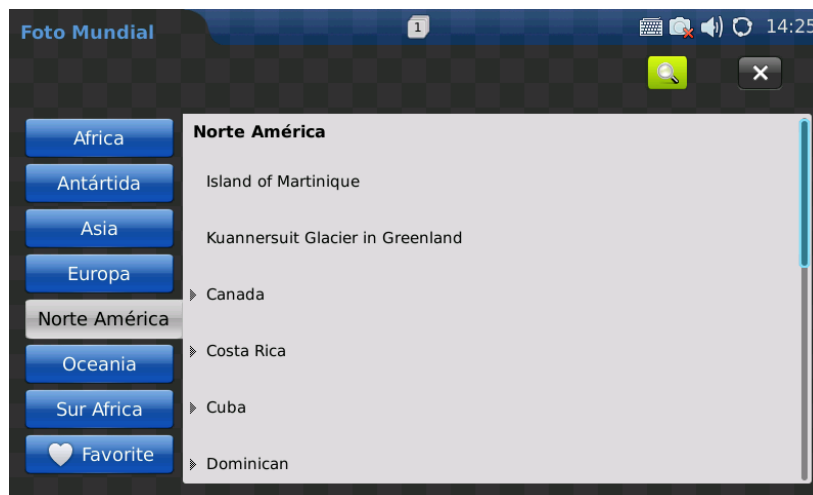 Foto Mundial
1
14:25
Africa
Antártida
Asia
Europa
Norte América
Oceania
Sur Africa
Favorite
Norte América
Island of Martinique
Kuannersuit Glacier in Greenland
Canada
Costa Rica
Cuba
Dominican